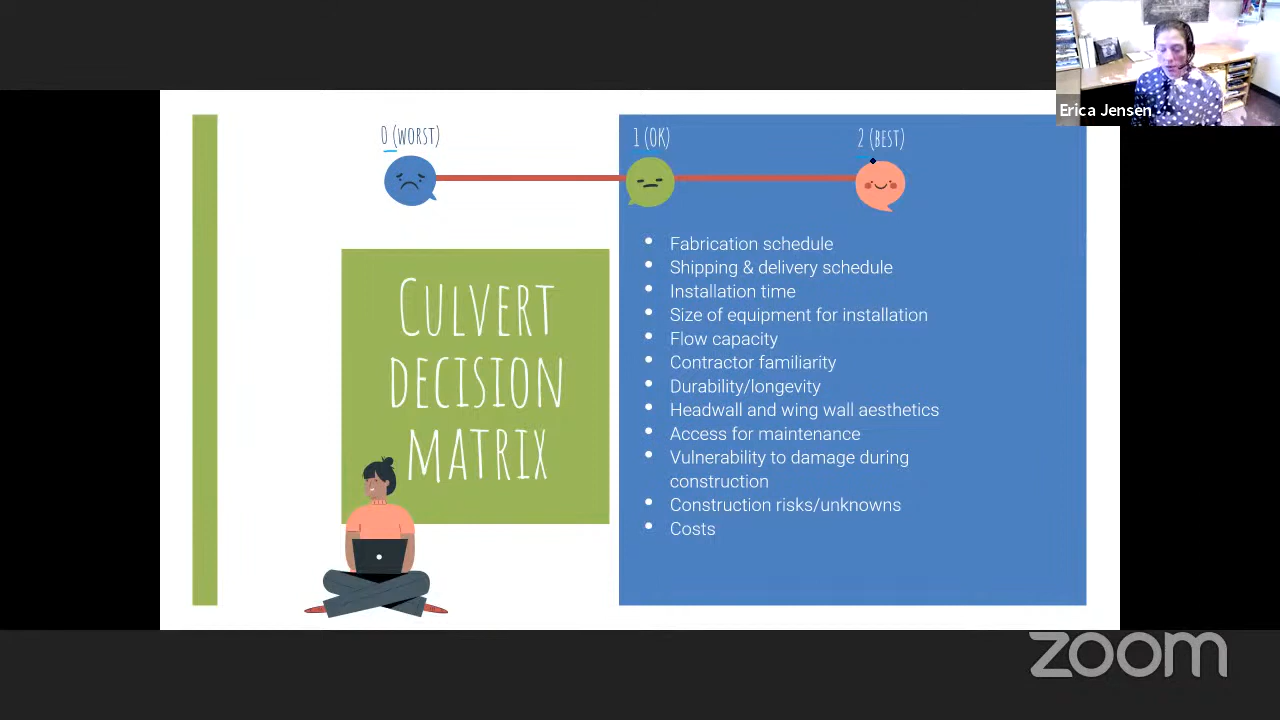 Erica Jensen
0 (WORST)
1 (OK)
2 (BEST)
CULVERT
DECISION
MATRIX
• Fabrication schedule
• Shipping & delivery schedule
• Installation time
• Size of equipment for installation
• Flow capacity
• Contractor familiarity
• Durability/longevity
• Headwall and wing wall aesthetics
• Access for maintenance
• Vulnerability to damage during
construction
• Construction risks/unknowns
• Costs
zoom